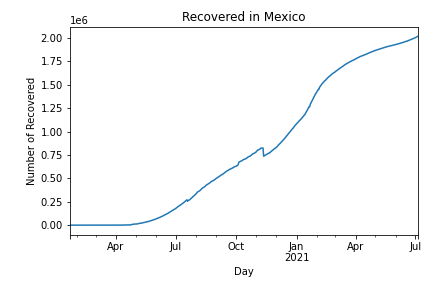 Recovered in Mexico
1e6
2.00
1.75
1.50
1.25
1.00
0.75
0.50
0.25
0.00
Number of Recovered
Apr
Jul
Oct
Jan
2021
Apr
Jul
Day